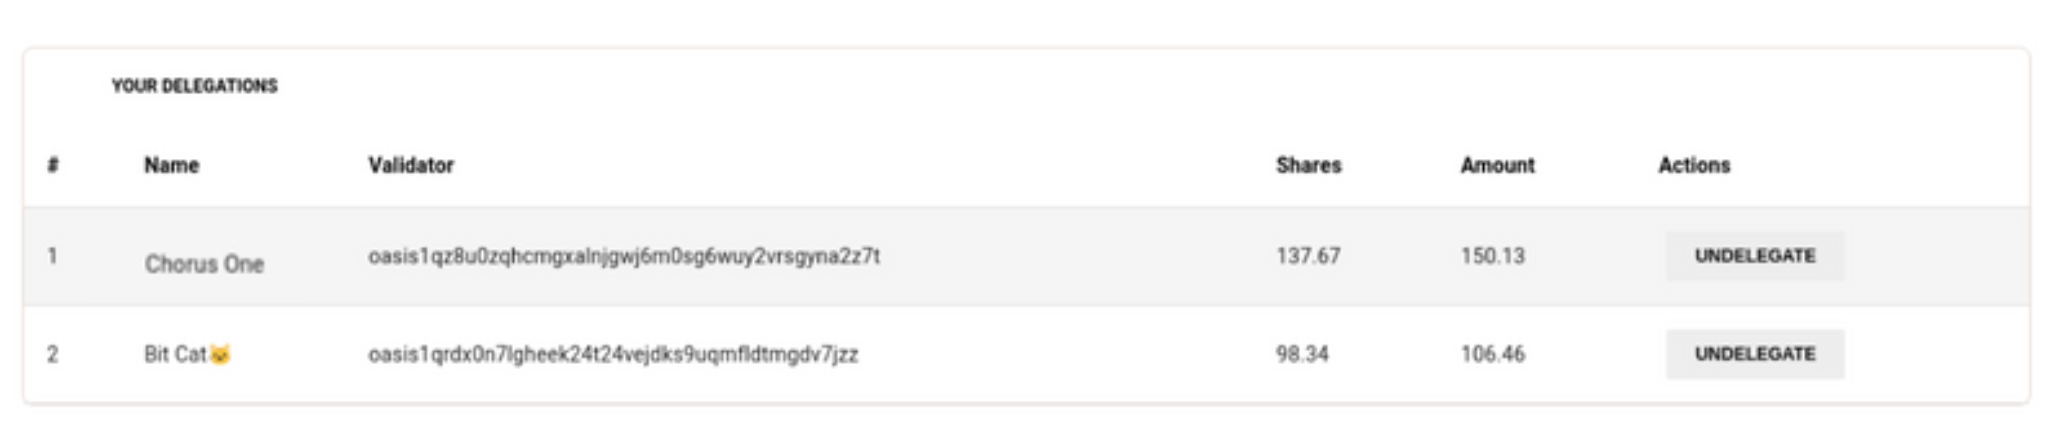 YOUR DELEGATIONS
# Name Validator Shares Amount Actions
1 Chorus One oasis1qz8u0zqhcmgxalnjgwj6m0sg6wuy2vrsgyna2z7t 137.67 150.13 UNDELEGATE
2 Bit Cat🐱 oasis1qrdx0n7lgheek24t24vejdks9uqmfldtmgdv7jzz 98.34 106.46 UNDELEGATE